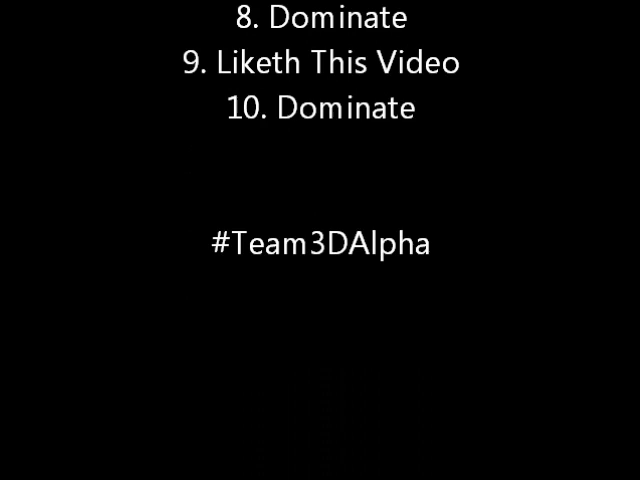 8. Dominate
9. Liketh This Video
10. Dominate
#Team3DAlpha